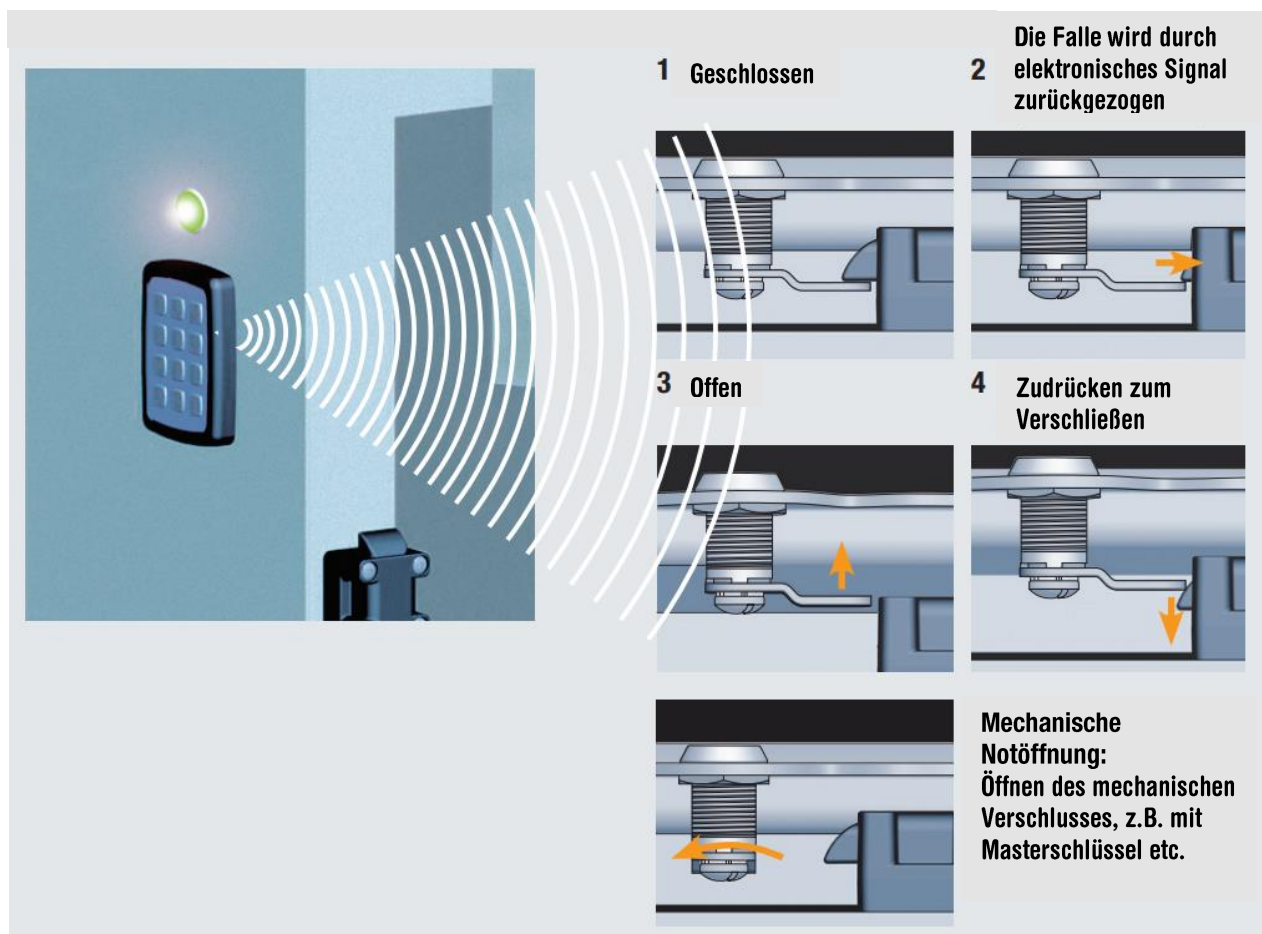 1 Geschlossen
2 Die Falle wird durch
elektronisches Signal
zurückgezogen
3 Offen
4 Zudrücken zum
Verschließen
Mechanische
Notöffnung:
Öffnen des mechanischen
Verschlusses, z.B. mit
Masterschlüssel etc.